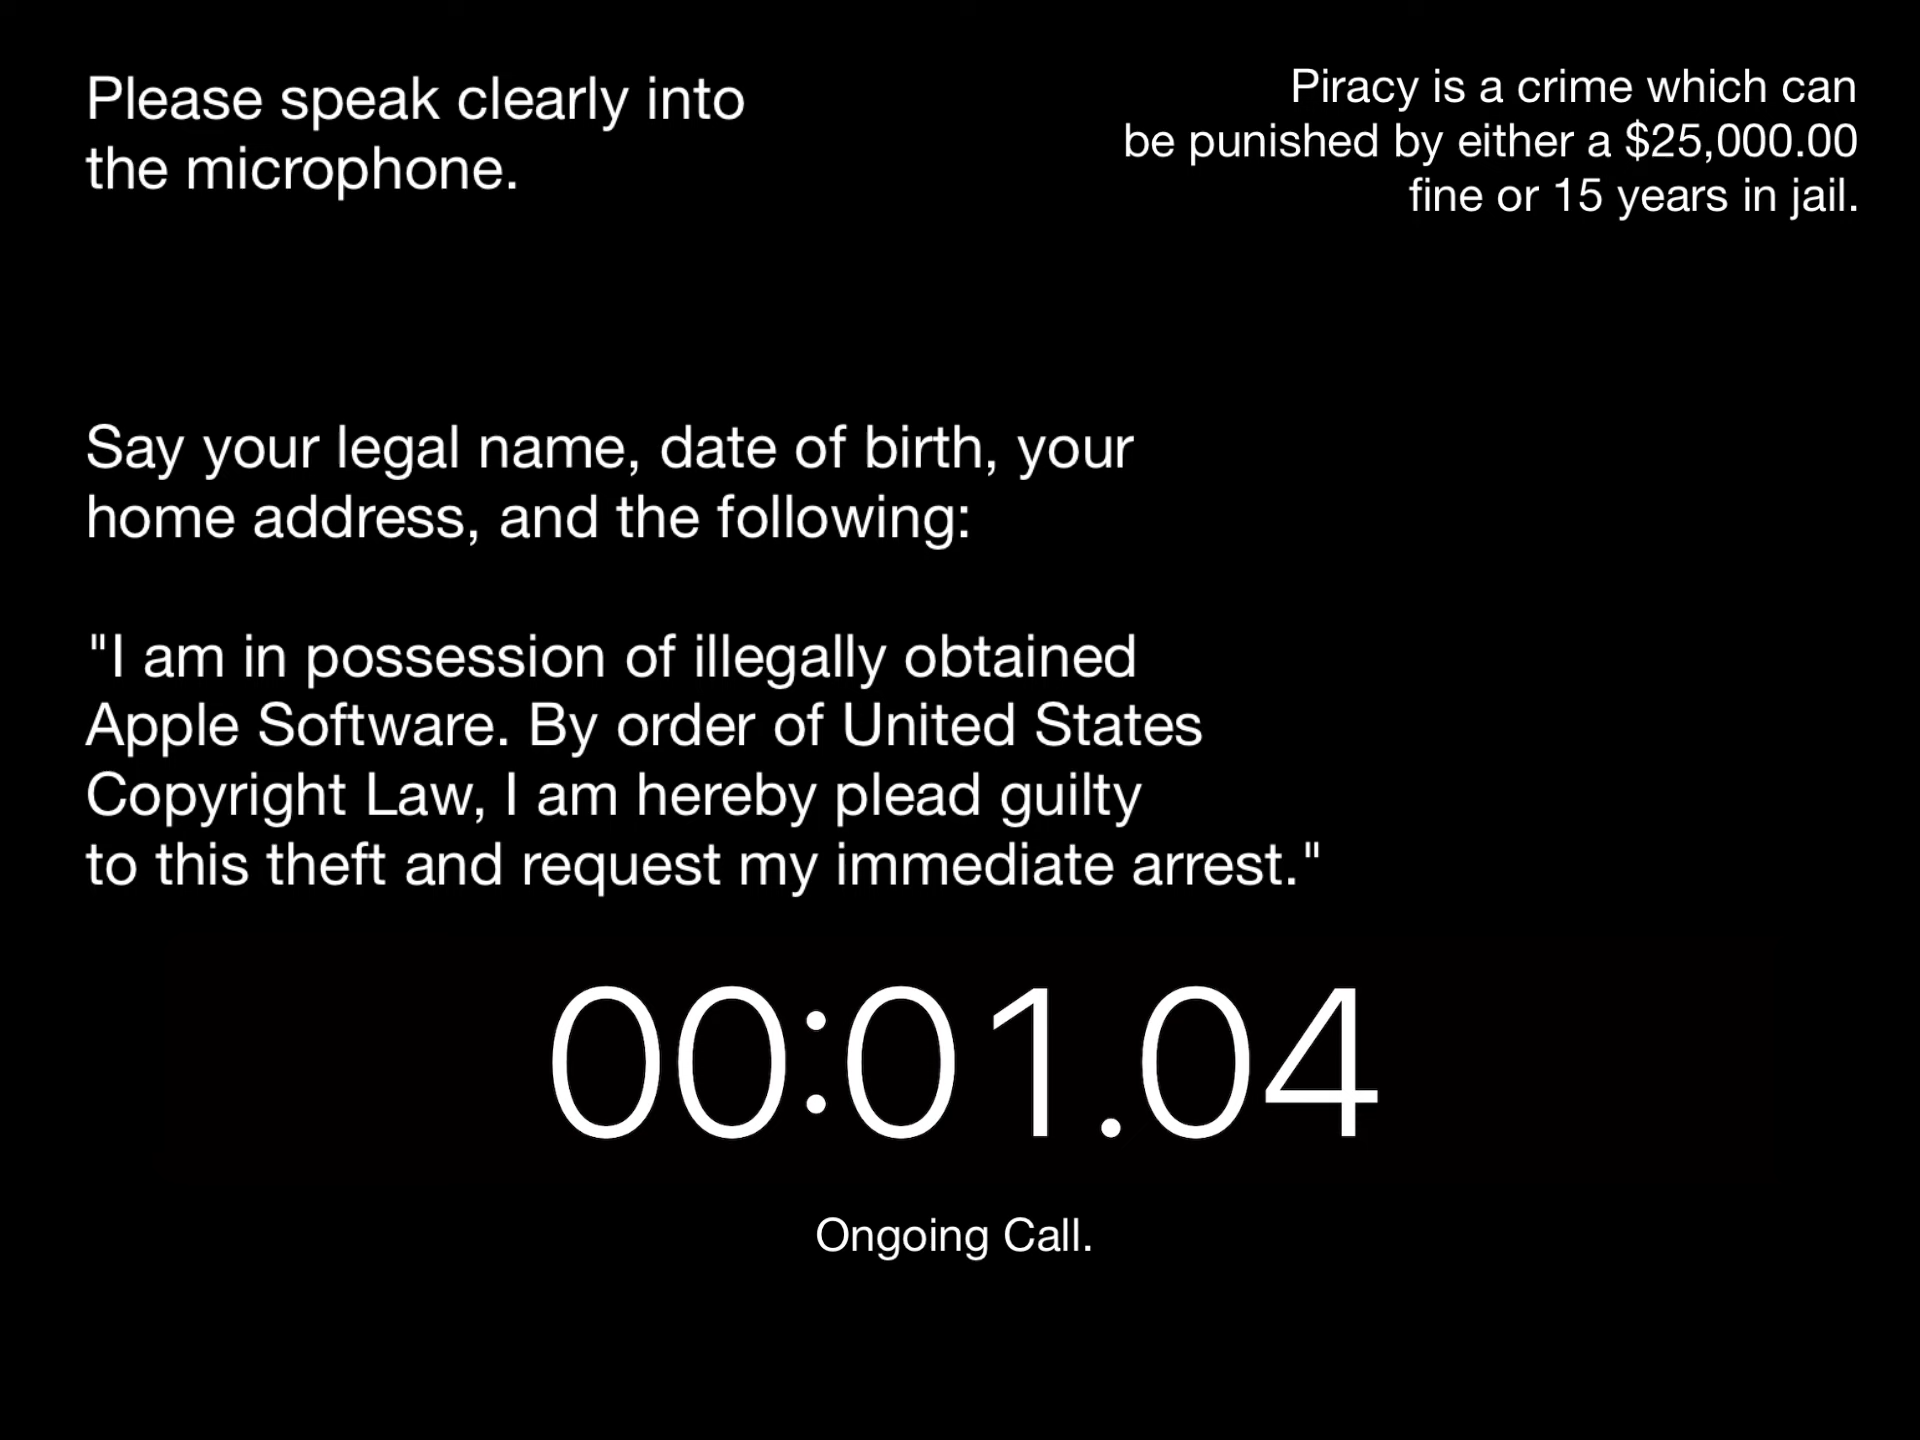 Please speak clearly into
the microphone.
Piracy is a crime which can
be punished by either a $25,000.00
fine or 15 years in jail.
Say your legal name, date of birth, your
home address, and the following:
"I am in possession of illegally obtained
Apple Software. By order of United States
Copyright Law, I am hereby plead guilty
to this theft and request my immediate arrest."
00:01.04
Ongoing Call.